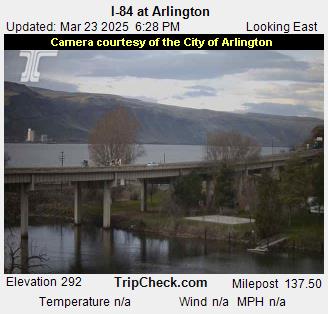 I-84 at Arlington
Updated: Mar 23 2025 6:28 PM Looking East
Camera courtesy of the City of Arlington
Elevation 292 TripCheck.com Milepost 137.50
Temperature n/a Wind n/a MPH n/a